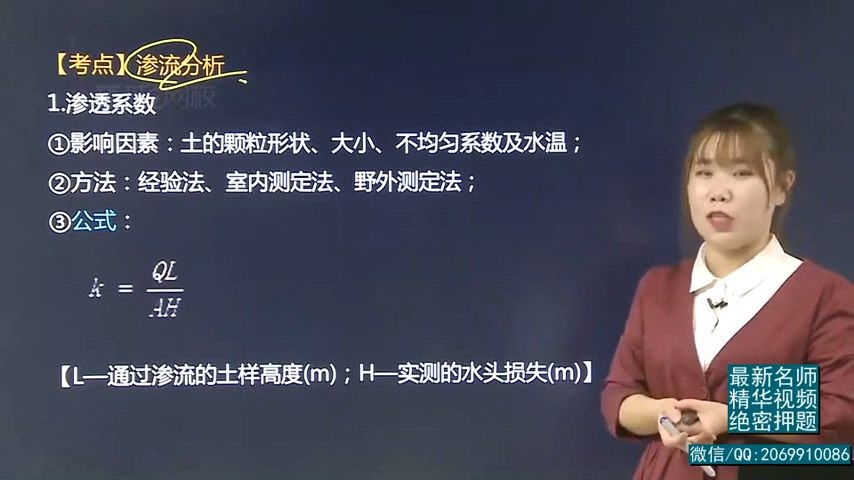 【考点】渗流分析
1.渗透系数
①影响因素：土的颗粒形状、大小、不均匀系数及水温；
②方法：经验法、室内测定法、野外测定法；
③公式：
k = QL/AH
【L—通过渗流的土样高度(m)；H—实测的水头损失(m)】
最新名师
精华视频
绝密押题
微信/QQ:2069910086